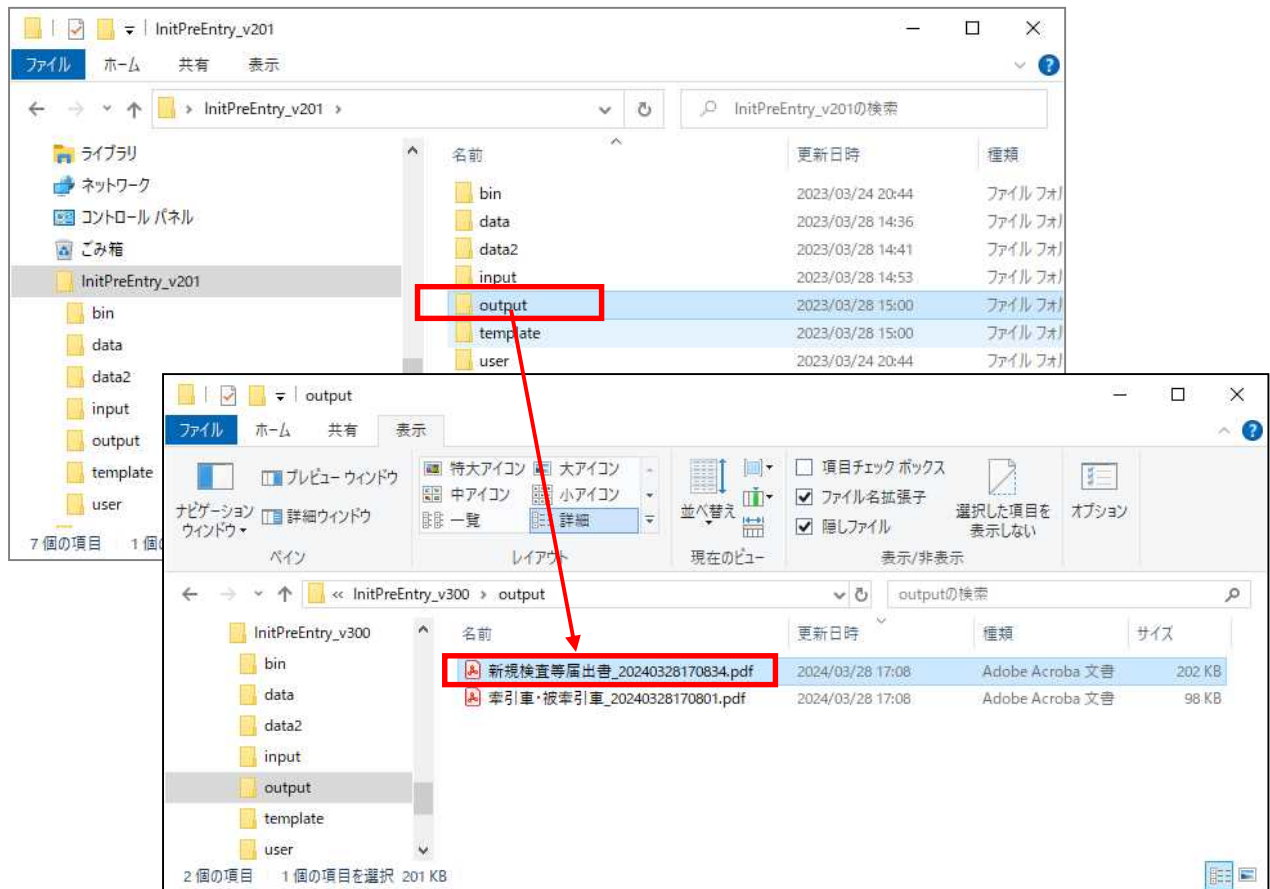 InitPreEntry_v201
ファイル ホーム 共有 表示
InitPreEntry_v201
InitPreEntry_v201の検索
ライブラリ
ネットワーク
コントロール パネル
ごみ箱
InitPreEntry_v201
bin
data
data2
input
output
template
user
7 個の項目
名前 更新日時 種類
bin 2023/03/24 20:44 ファイル フォ
data 2023/03/28 14:36 ファイル フォ
data2 2023/03/28 14:41 ファイル フォ
input 2023/03/28 14:53 ファイル フォ
output 2023/03/28 15:00 ファイル フォ
template 2023/03/28 15:00 ファイル フォ
user 2023/03/24 20:44 ファイル フォ
output
ファイル ホーム 共有 表示
ナビゲーション ウィンドウ
プレビュー ウィンドウ
詳細ウィンドウ
ペイン
特大アイコン 大アイコン
中アイコン 小アイコン
一覧 詳細
レイアウト
並べ替え
現在のビュー
項目チェック ボックス
ファイル名拡張子
隠しファイル
選択した項目を
表示しない
表示/非表示
オプション
« InitPreEntry_v300 output
outputの検索
InitPreEntry_v300
bin
data
data2
input
output
template
user
名前 更新日時 種類 サイズ
新規検査等届出書_20240328170834.pdf 2024/03/28 17:08 Adobe Acroba 文書 202 KB
牽引車・被牽引車_20240328170801.pdf 2024/03/28 17:08 Adobe Acroba 文書 98 KB
2 個の項目 1 個の項目を選択 201 KB